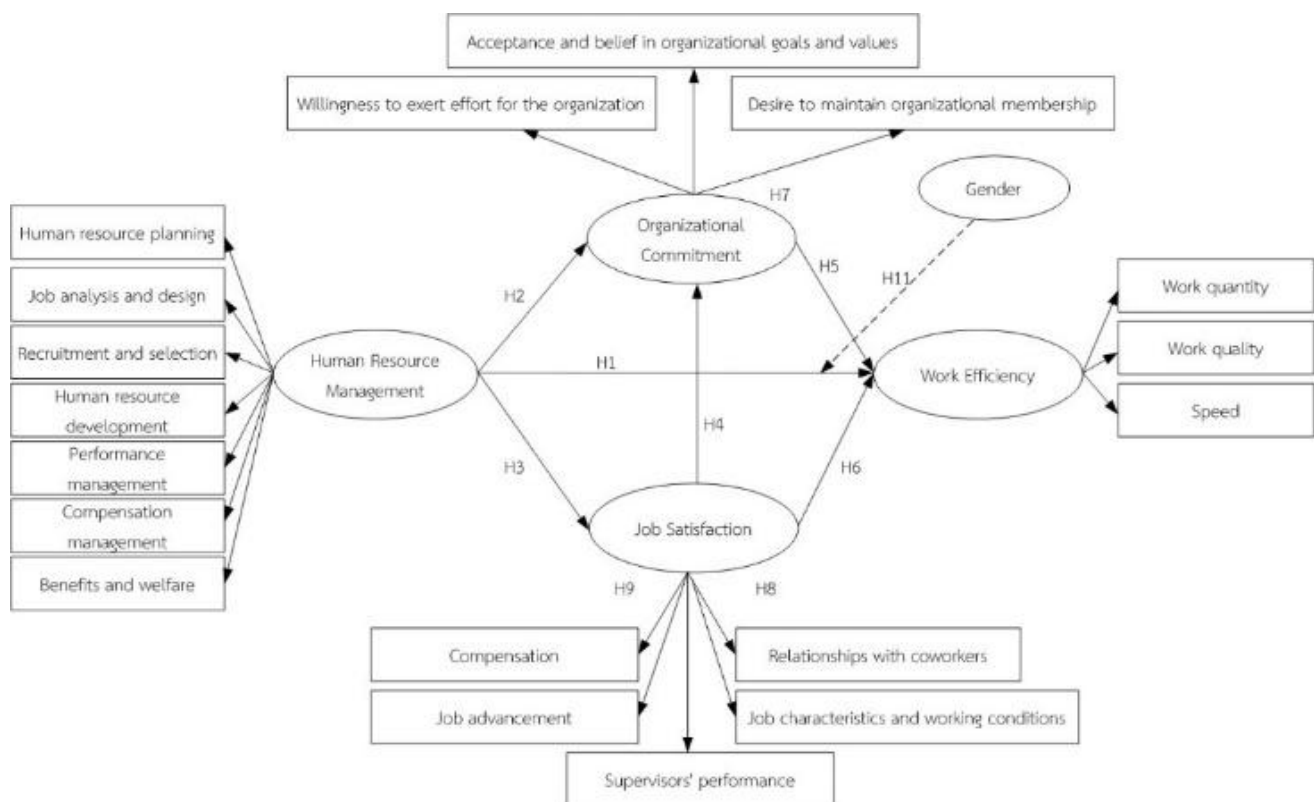 Acceptance and belief in organizational goals and values
Willingness to exert effort for the organization
Desire to maintain organizational membership
H7
Gender
Human resource planning
Organizational
Commitment
H5
H11
Job analysis and design
H2
Work quantity
Recruitment and selection
Human Resource
Management
H1
Work Efficiency
Work quality
Human resource
development
Speed
H4
Performance
management
H3
H6
Compensation
management
Job Satisfaction
Benefits and welfare
H9
H8
Compensation
Relationships with coworkers
Job advancement
Job characteristics and working conditions
Supervisors' performance